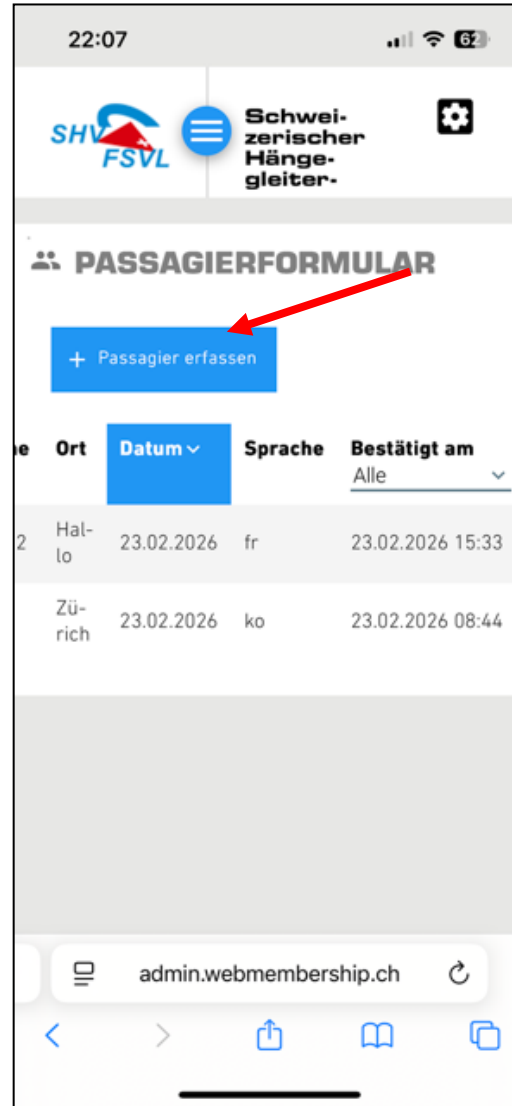 22:07
62
SHV
FSVL
Schwei-
zerischer
Hänge-
gleiter-
PASSAGIERFORMULAR
+ Passagier erfassen
Ort Datum Sprache Bestätigt am
Alle
2 Hal-
lo 23.02.2026 fr 23.02.2026 15:33
Zü-
rich 23.02.2026 ko 23.02.2026 08:44
admin.webmembership.ch